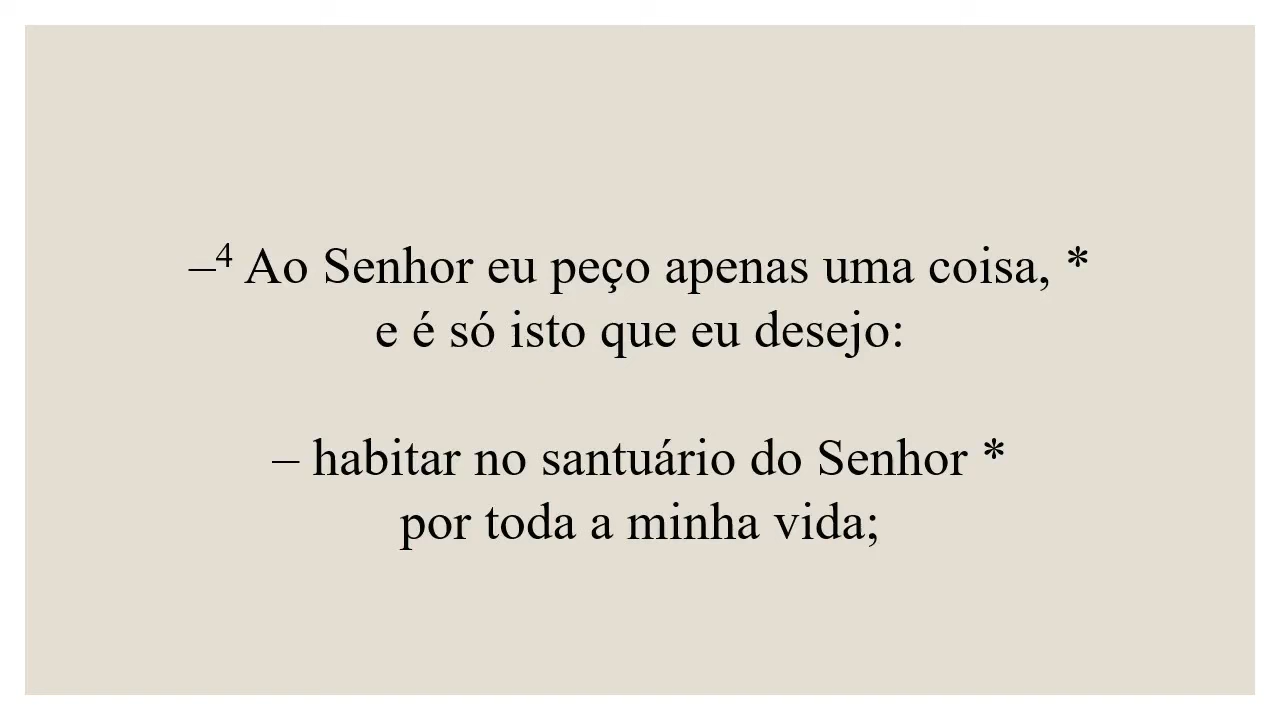 –⁴ Ao Senhor eu peço apenas uma coisa, *
e é só isto que eu desejo:
– habitar no santuário do Senhor *
por toda a minha vida;